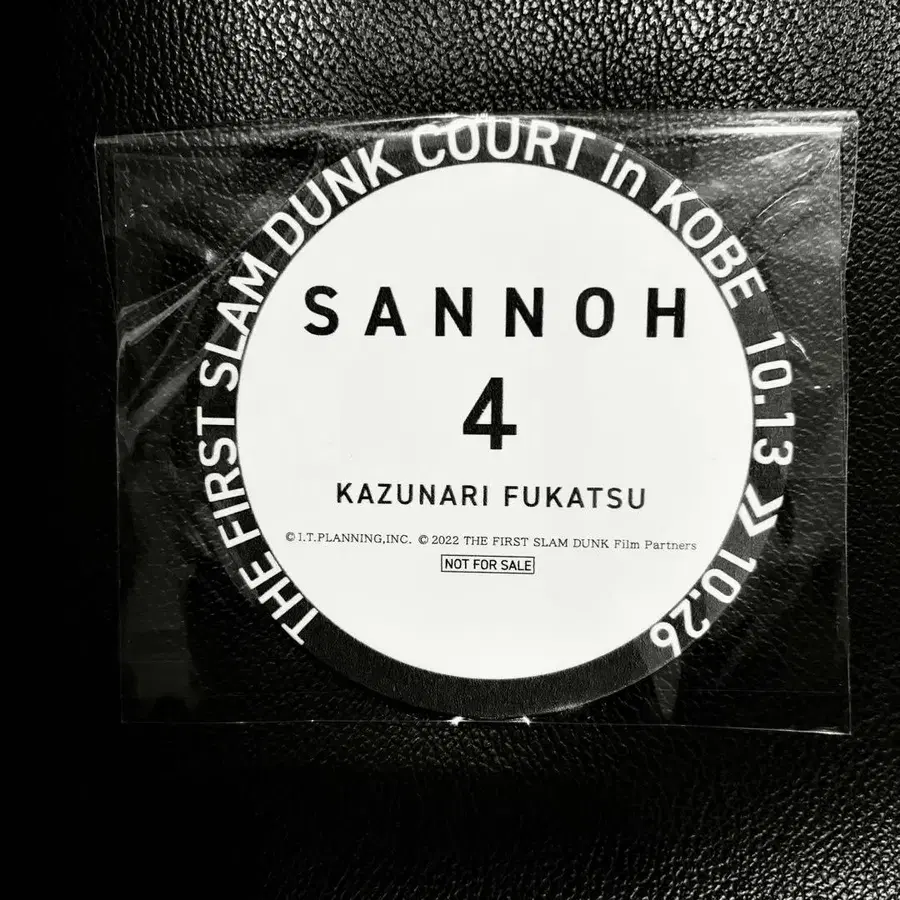 THE FIRST SLAM DUNK COURT in KOBE 10.13 » 10.26
SANNOH
4
KAZUNARI FUKATSU
© I.T.PLANNING,INC. © 2022 THE FIRST SLAM DUNK Film Partners
NOT FOR SALE